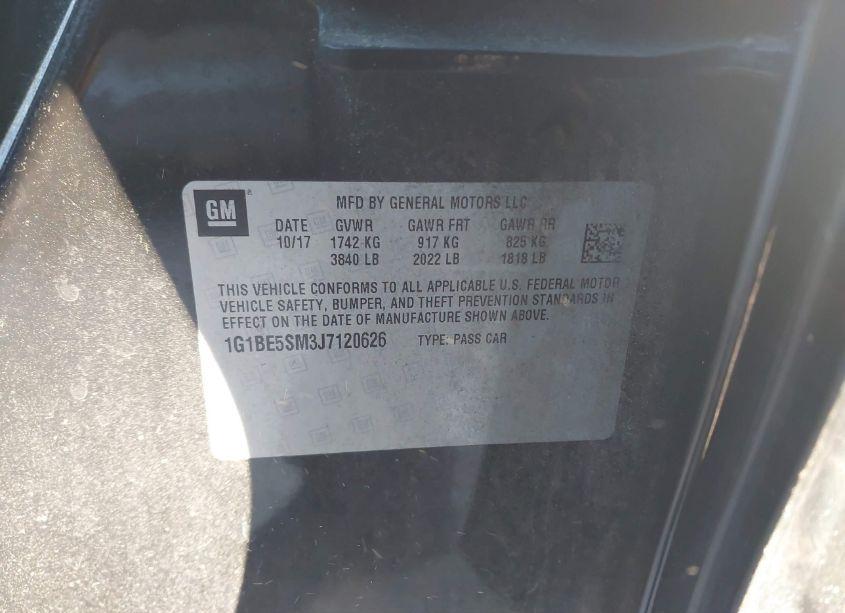 GM
MFD BY GENERAL MOTORS LLC
DATE GVWR GAWR FRT GAWR RR
10/17 1742 KG 917 KG 825 KG
3840 LB 2022 LB 1818 LB
THIS VEHICLE CONFORMS TO ALL APPLICABLE U.S. FEDERAL MOTOR
VEHICLE SAFETY, BUMPER, AND THEFT PREVENTION STANDARDS IN
EFFECT ON THE DATE OF MANUFACTURE SHOWN ABOVE.
1G1BE5SM3J7120626 TYPE: PASS CAR